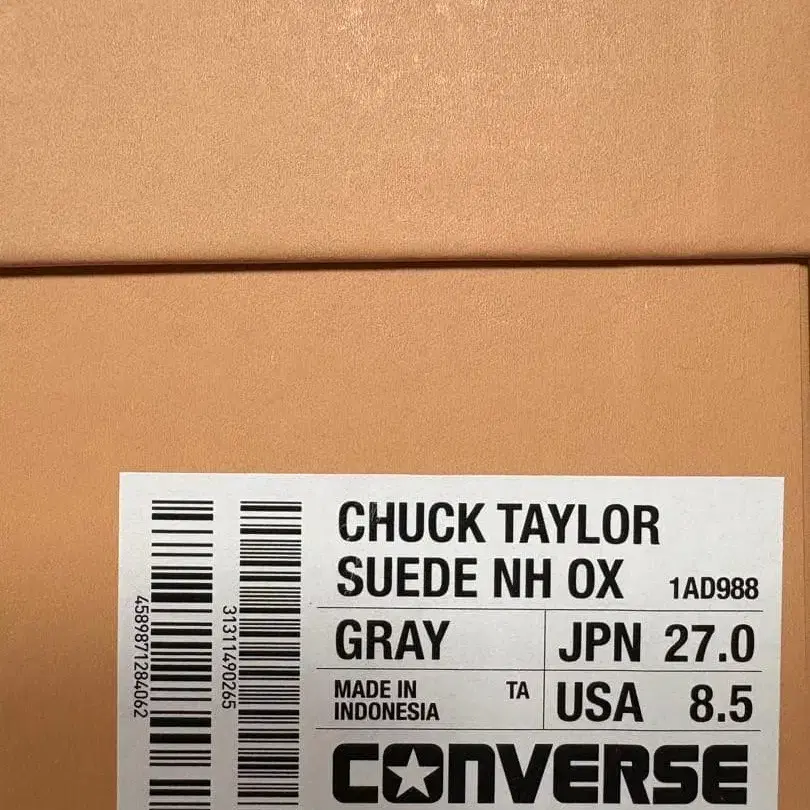 CHUCK TAYLOR
SUEDE NH OX 1AD988
GRAY JPN 27.0
MADE IN INDONESIA TA USA 8.5
CONVERSE
4589871284062
31311490265